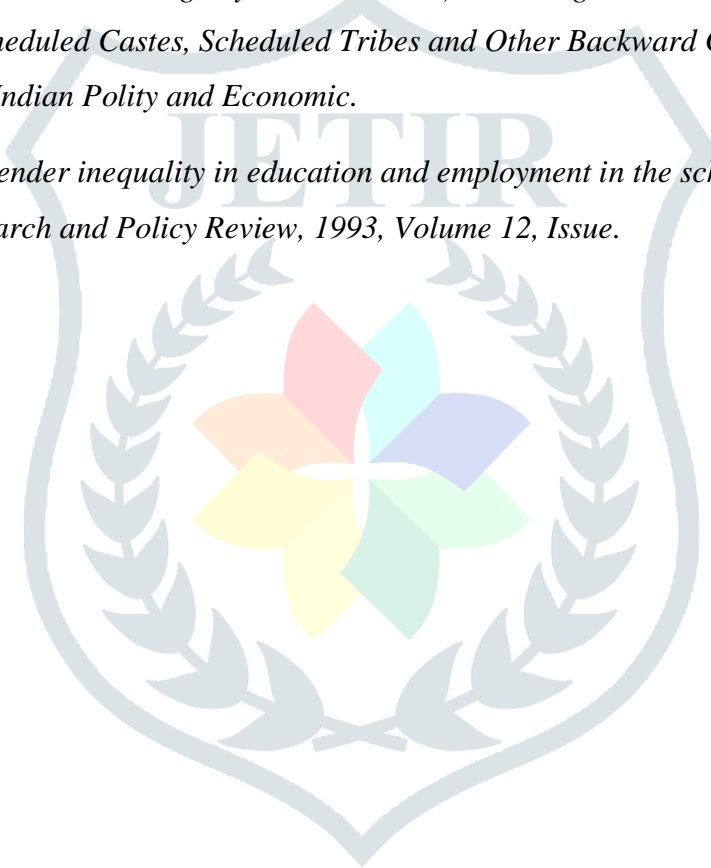 heduled Castes, Scheduled Tribes and Other Backward
Indian Polity and Economic.
JETIR
ender inequality in education and employment in the
arch and Policy Review, 1993, Volume 12, Issue.